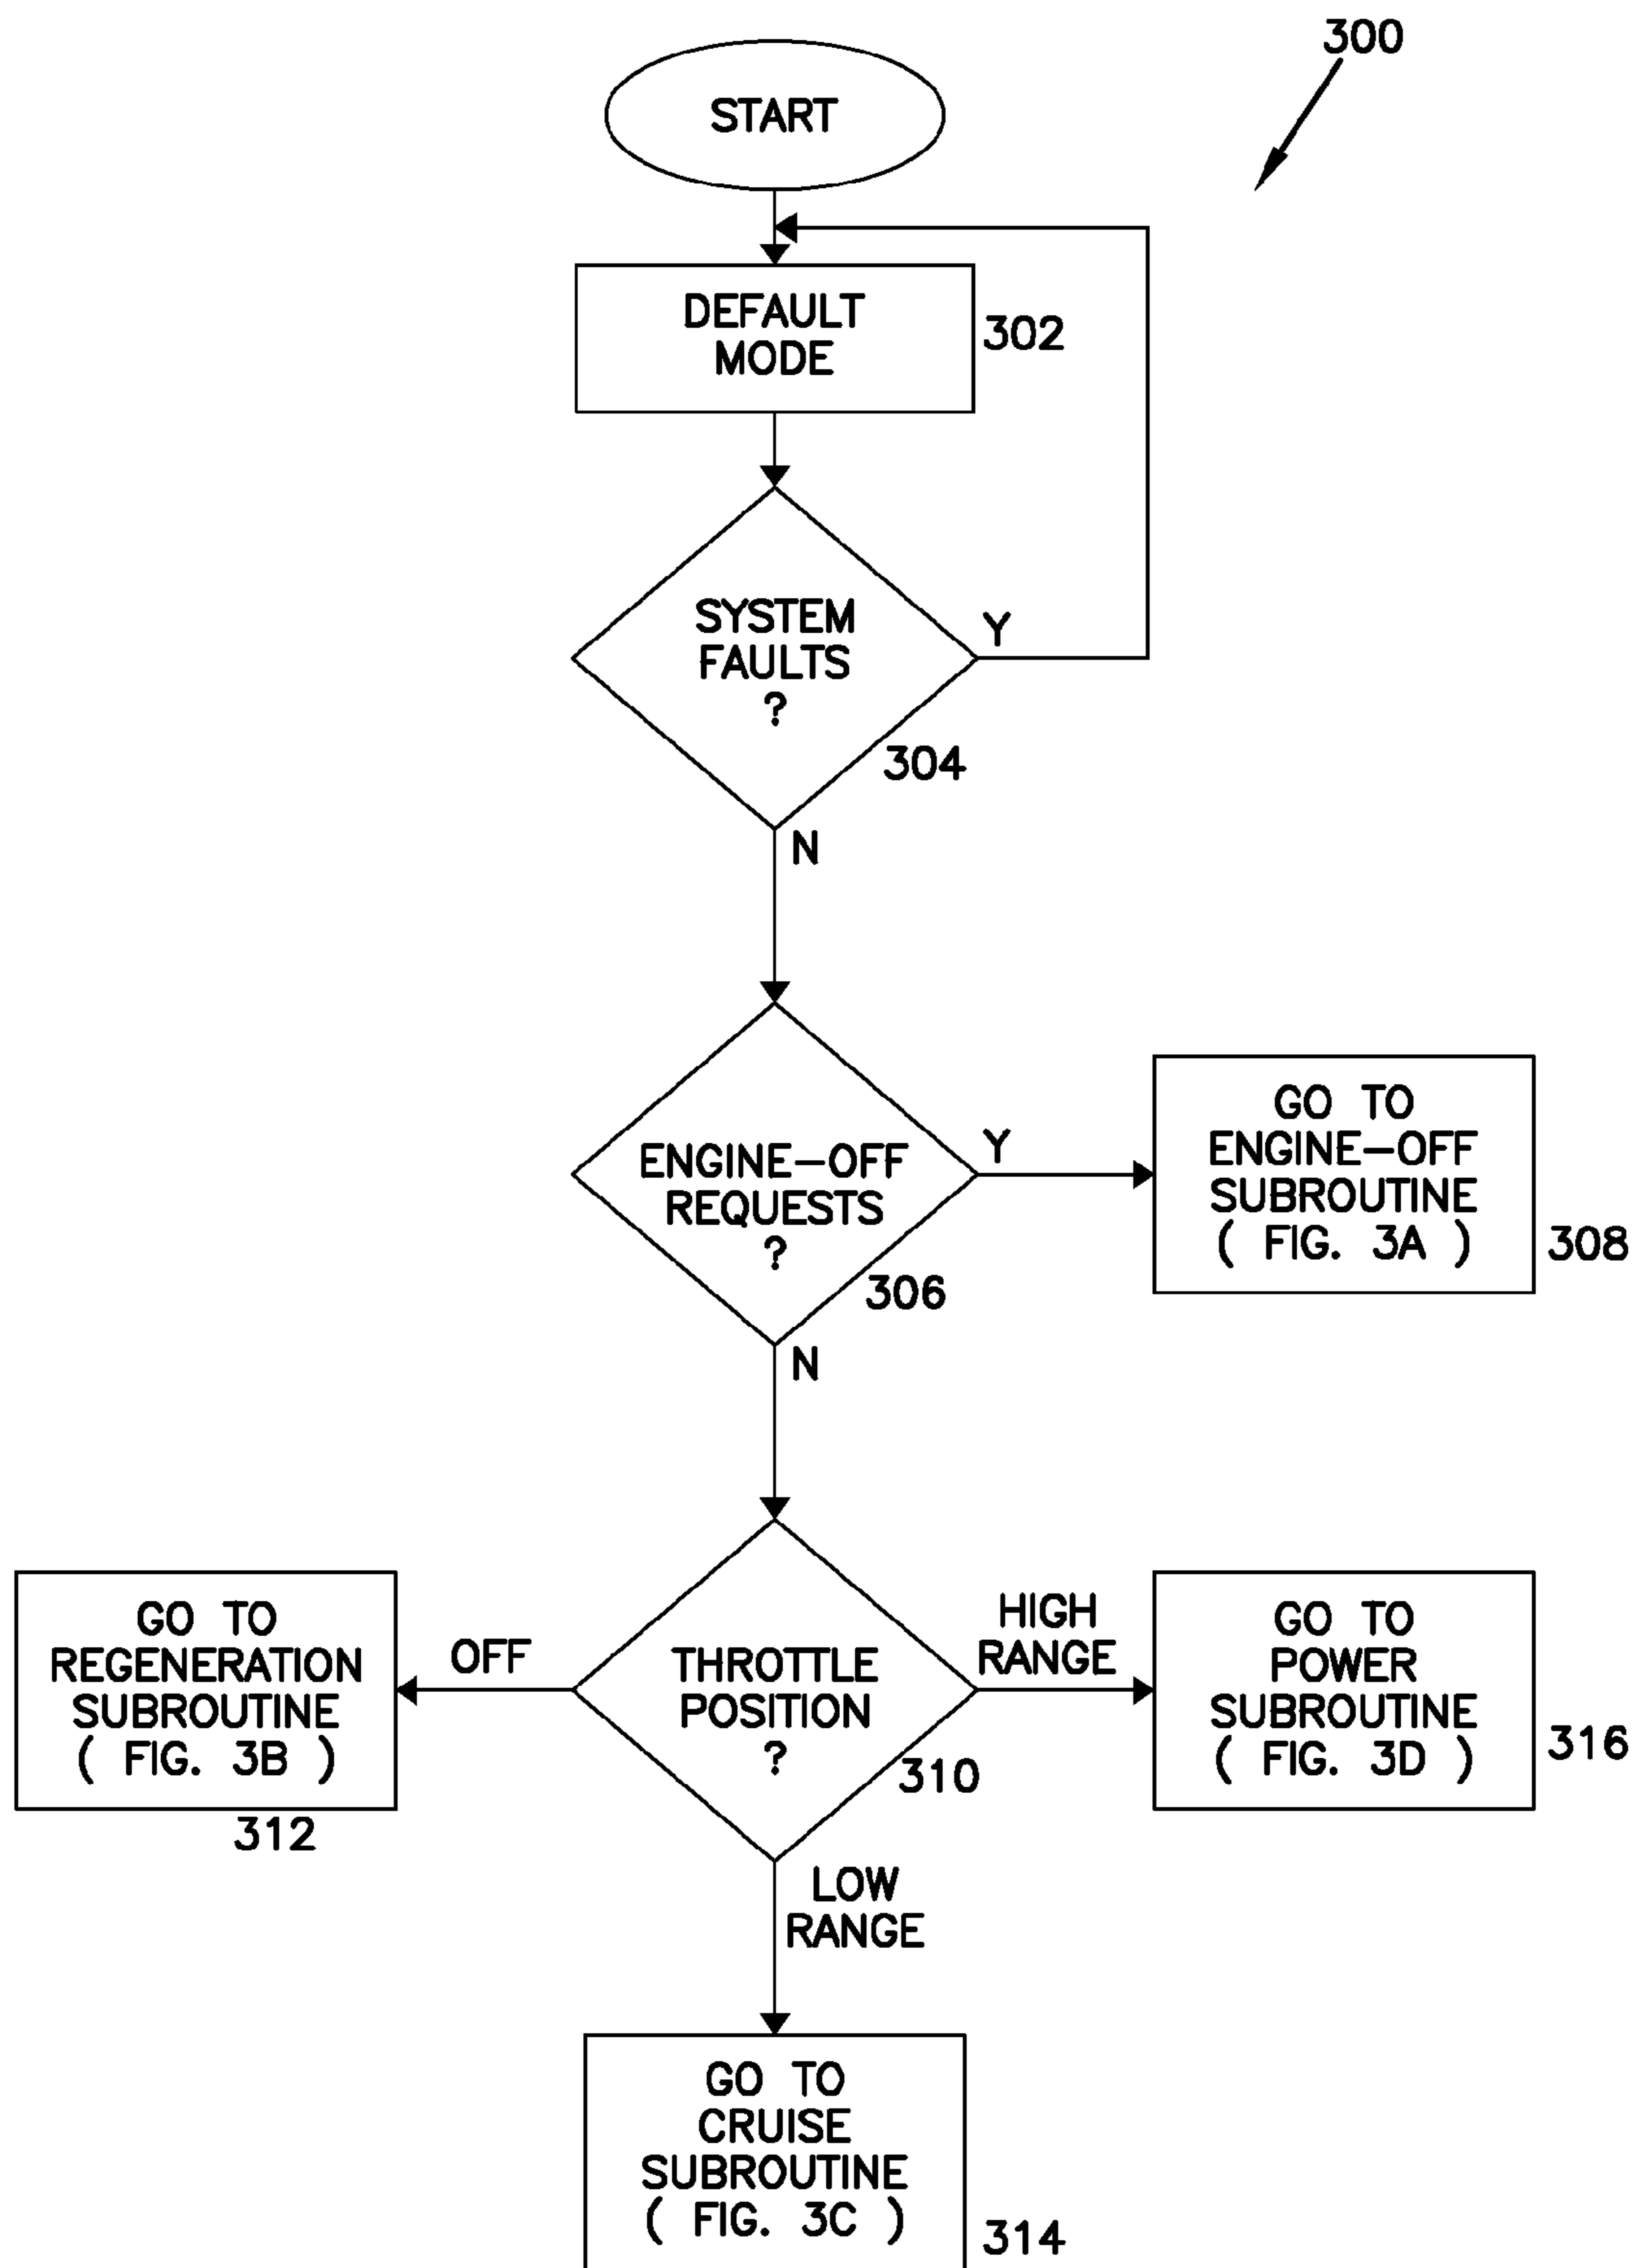 300
START
DEFAULT
MODE
302
SYSTEM
FAULTS
?
Y
304
N
ENGINE-OFF
REQUESTS
?
Y
306
N
GO TO
ENGINE-OFF
SUBROUTINE
( FIG. 3A )
308
THROTTLE
POSITION
?
310
OFF
GO TO
REGENERATION
SUBROUTINE
( FIG. 3B )
312
HIGH
RANGE
GO TO
POWER
SUBROUTINE
( FIG. 3D )
316
LOW
RANGE
GO TO
CRUISE
SUBROUTINE
( FIG. 3C )
314